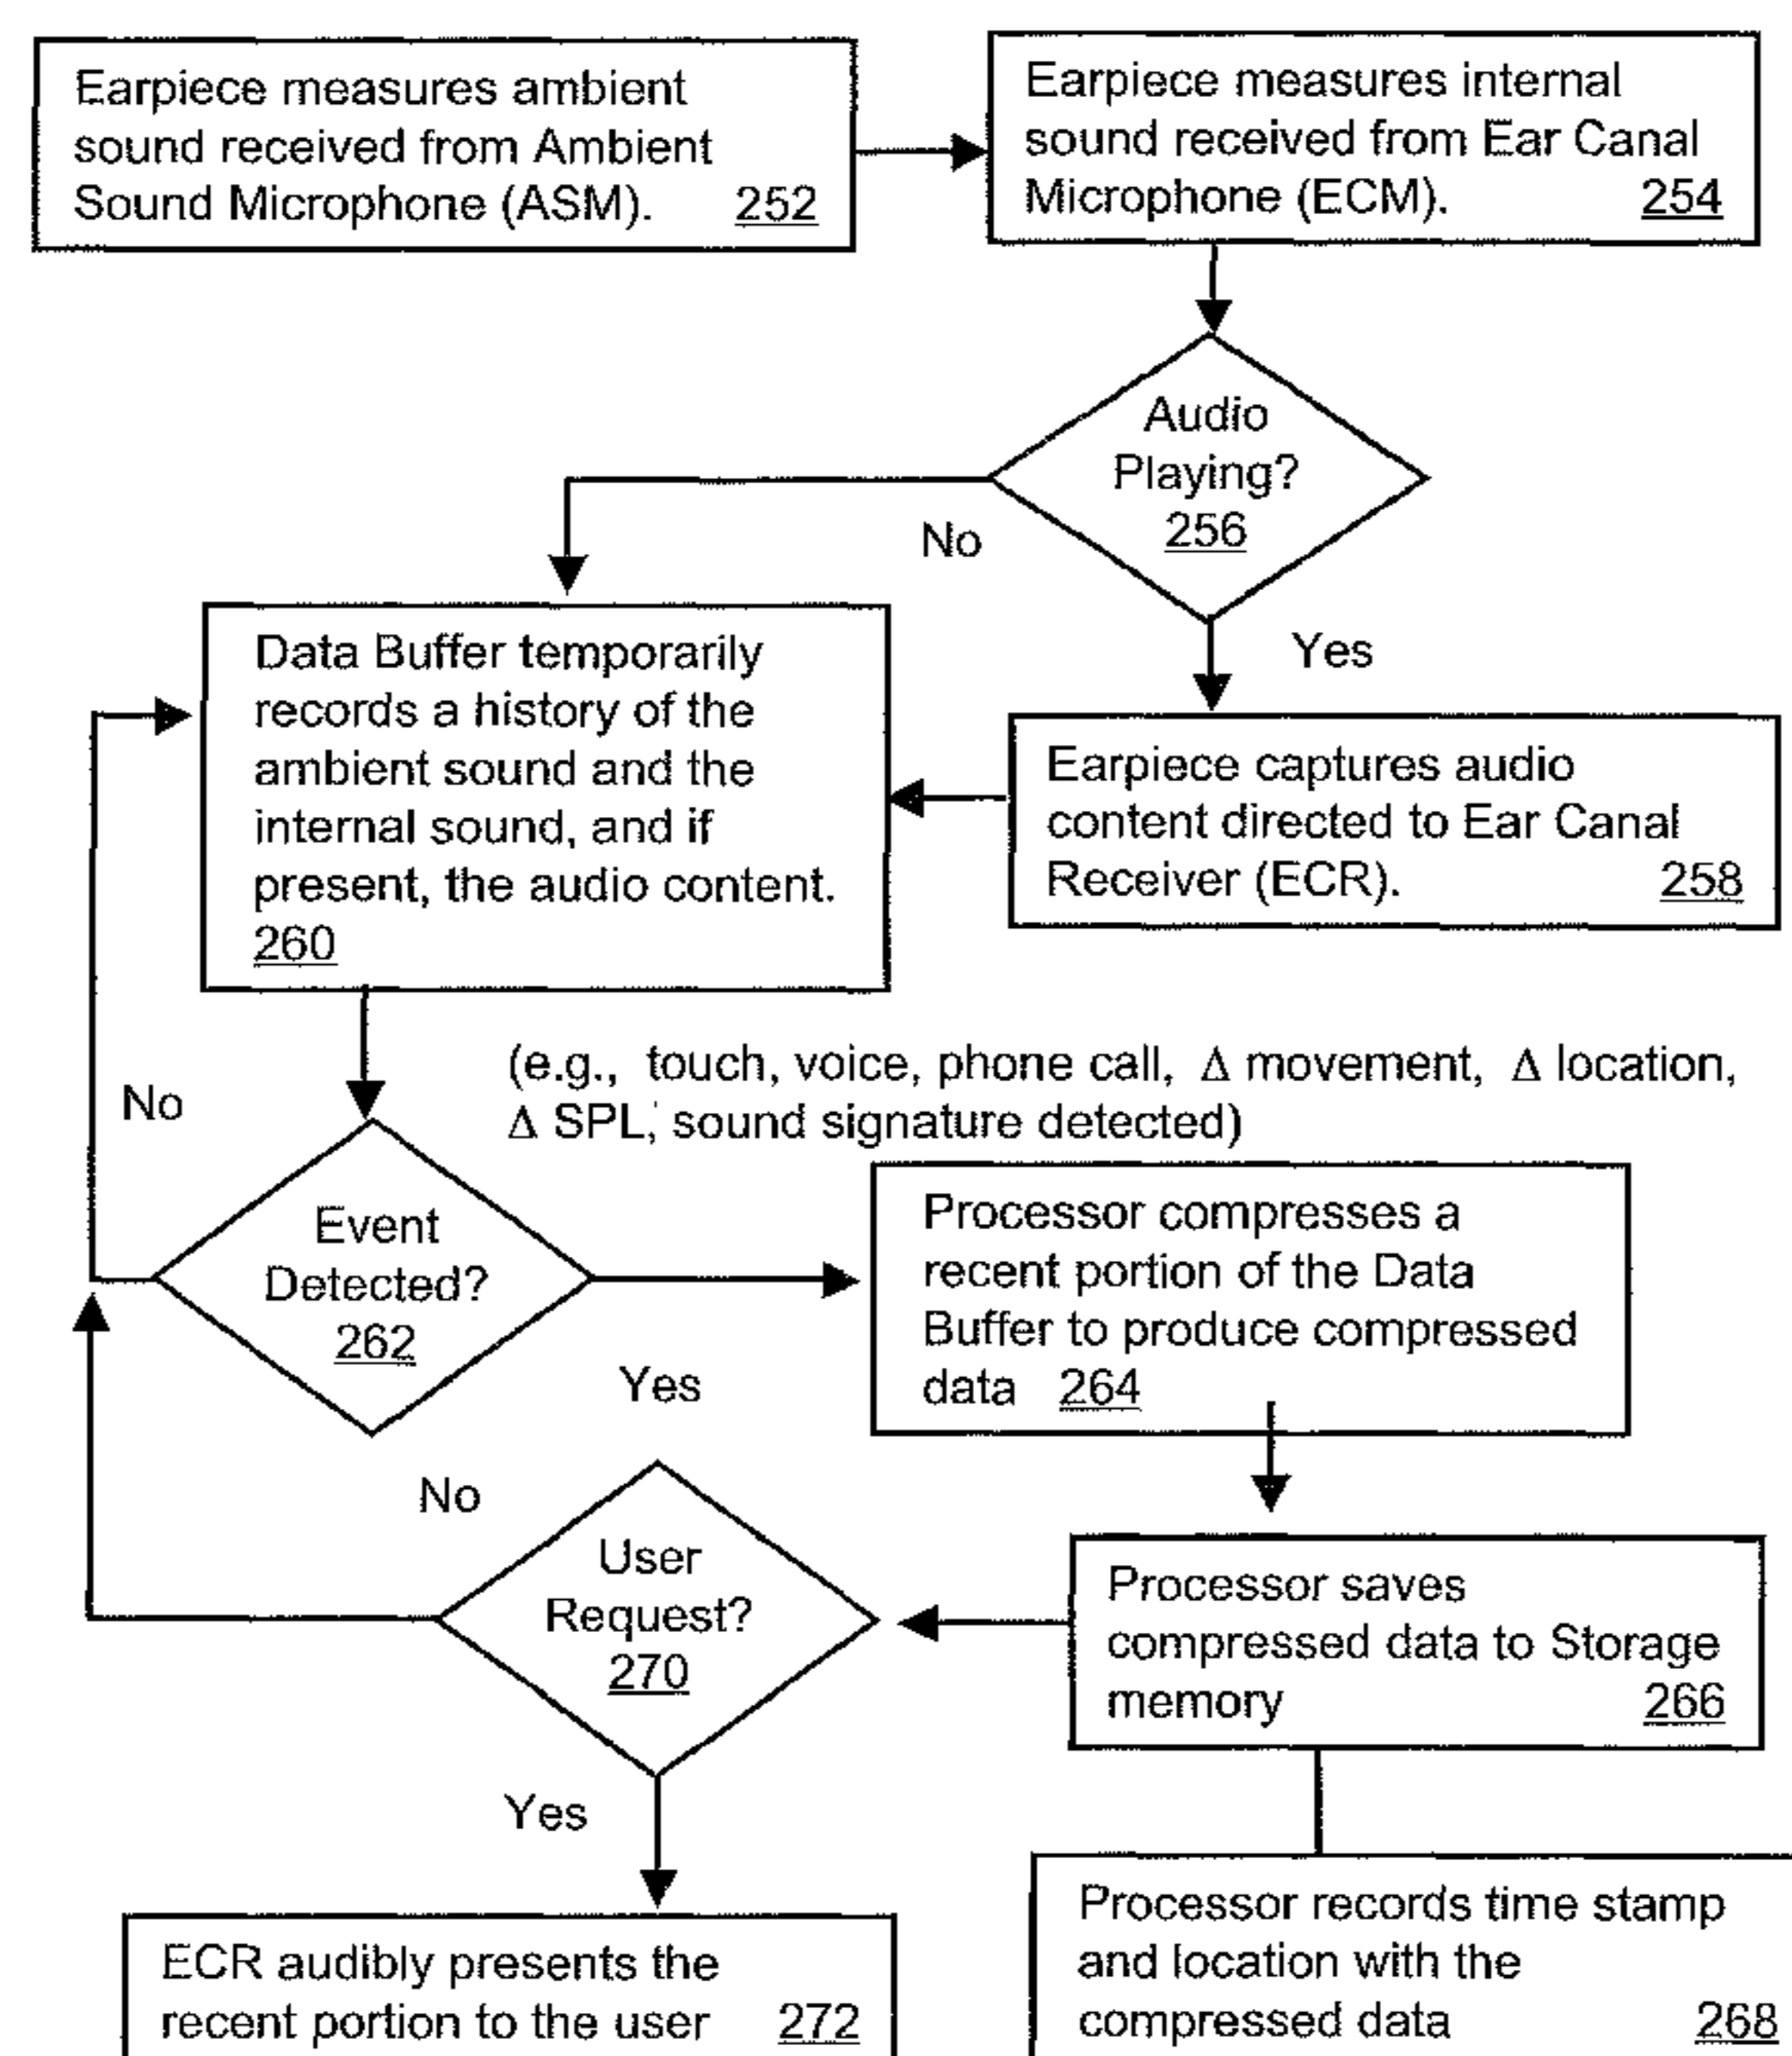 Earpiece measures ambient
sound received from Ambient
Sound Microphone (ASM). 252
Earpiece measures internal
sound received from Ear Canal
Microphone (ECM). 254
Audio
Playing?
256
No
Yes
Data Buffer temporarily
records a history of the
ambient sound and the
internal sound, and if
present, the audio content.
260
Earpiece captures audio
content directed to Ear Canal
Receiver (ECR). 258
(e.g., touch, voice, phone call, Δ movement, Δ location,
Δ SPL, sound signature detected)
No
Event
Detected?
262
Yes
Processor compresses a
recent portion of the Data
Buffer to produce compressed
data 264
No
User
Request?
270
Yes
Processor saves
compressed data to Storage
memory 266
ECR audibly presents the
recent portion to the user 272
Processor records time stamp
and location with the
compressed data 268